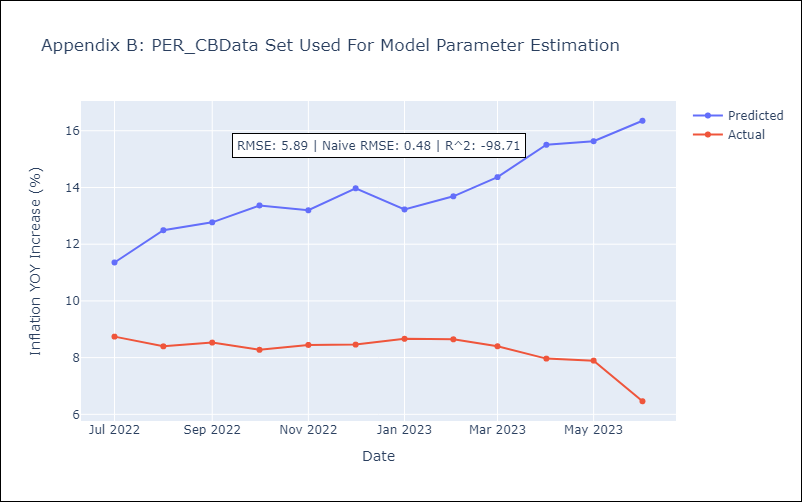 Appendix B: PER_CBData Set Used For Model Parameter Estimation
Predicted
Actual
RMSE: 5.89 | Naive RMSE: 0.48 | R^2: -98.71
Inflation YOY Increase (%)
16
14
12
10
8
6
Jul 2022
Sep 2022
Nov 2022
Jan 2023
Mar 2023
May 2023
Date